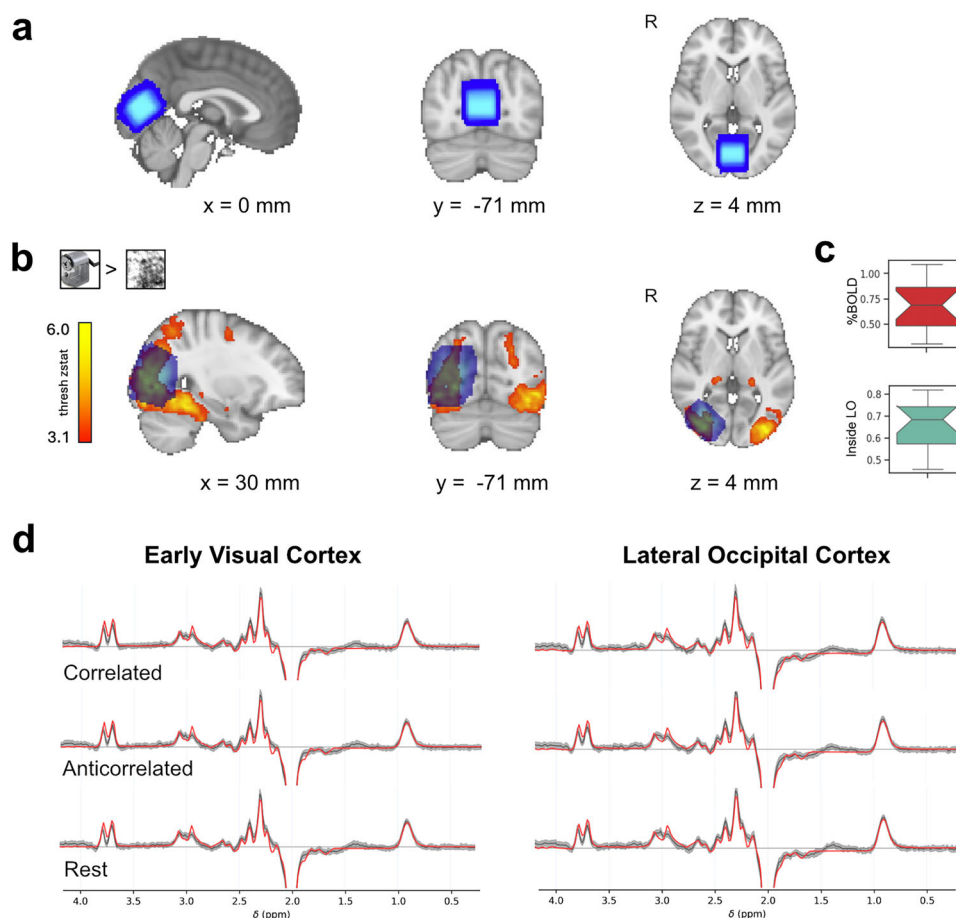 a
R
x = 0 mm
y = -71 mm
z = 4 mm
b
>
c
R
6.0
thresh zstat
3.1
%BOLD
1.00
0.75
0.50
Inside LO
0.8
0.7
0.6
0.5
x = 30 mm
y = -71 mm
z = 4 mm
d
Early Visual Cortex
Lateral Occipital Cortex
Correlated
Anticorrelated
Rest
4.0 3.5 3.0 2.5 2.0 1.5 1.0 0.5
δ (ppm)
4.0 3.5 3.0 2.5 2.0 1.5 1.0 0.5
δ (ppm)